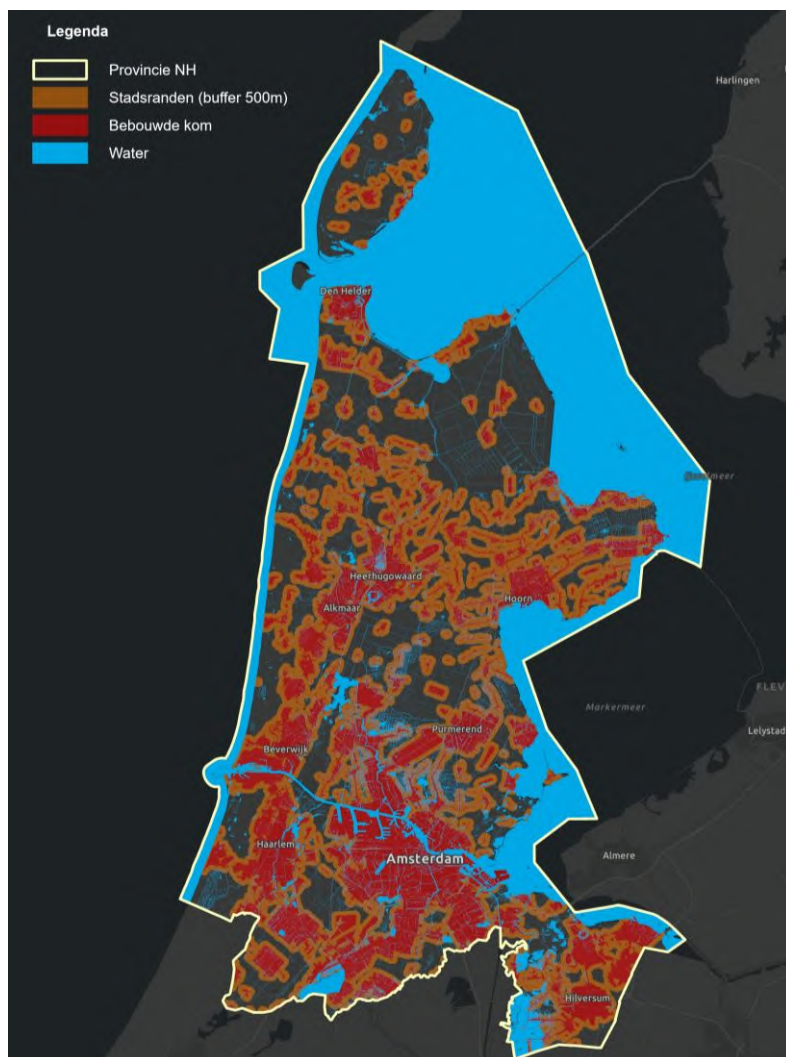 Legenda
Provincie NH
Stadsranden (buffer 500m)
Bebouwde kom
Water
Harlingen
Den Helder
IJsselmeer
Heerhugowaard
Alkmaar
Hoorn
FLEV
Markermeer
Lelystad
Purmerend
Beverwijk
Haarlem
Amsterdam
Almere
Hilversum